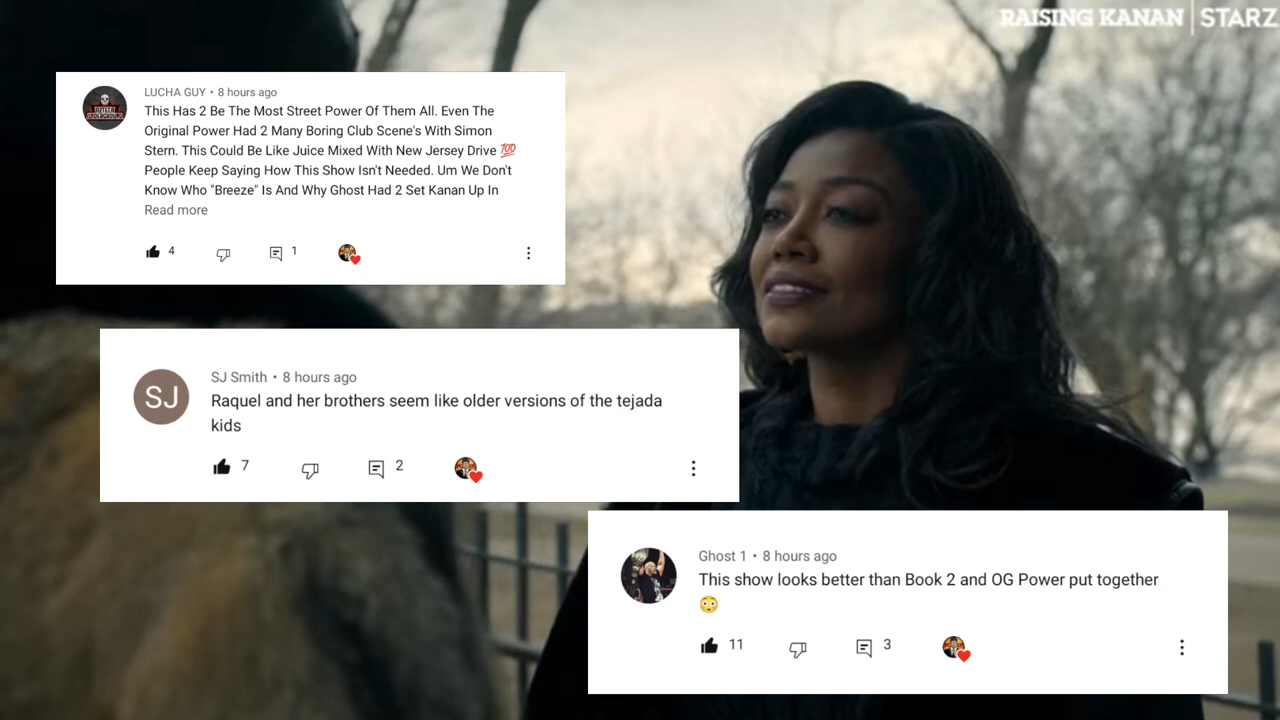 RAISING KANAN | STARZ
LUCHA GUY • 8 hours ago
This Has 2 Be The Most Street Power Of Them All. Even The
Original Power Had 2 Many Boring Club Scene's With Simon
Stern. This Could Be Like Juice Mixed With New Jersey Drive 💯
People Keep Saying How This Show Isn't Needed. Um We Don't
Know Who "Breeze" Is And Why Ghost Had 2 Set Kanan Up In
Read more
4 1
SJ
SJ Smith • 8 hours ago
Raquel and her brothers seem like older versions of the tejada
kids
7 2
Ghost 1 • 8 hours ago
This show looks better than Book 2 and OG Power put together
😳
11 3